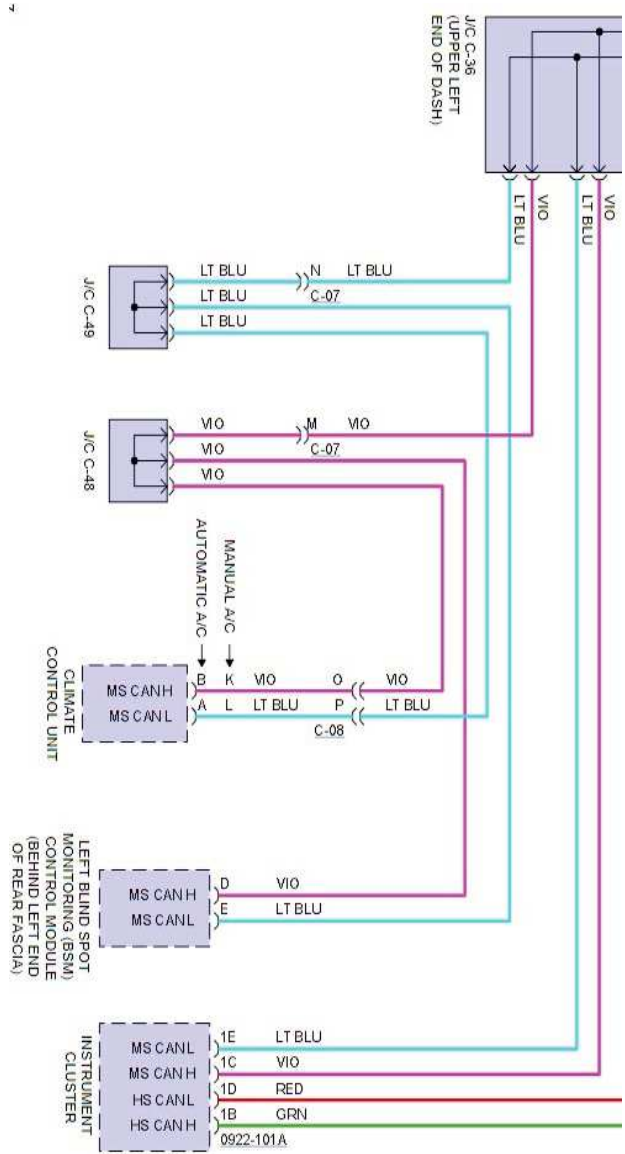 J/C C-36
(UPPER LEFT
END OF DASH)
VIO
LT BLU
VIO
LT BLU
LT BLU
N
LT BLU
LT BLU
C-07
LT BLU
J/C C-49
VIO
M
VIO
VIO
C-07
VIO
J/C C-48
AUTOMATIC A/C
MANUAL A/C
MS CAN H
B
K
VIO
O
VIO
MS CAN L
A
L
LT BLU
P
LT BLU
C-08
CLIMATE
CONTROL UNIT
MS CAN H
D
VIO
MS CAN L
E
LT BLU
LEFT BLIND SPOT
MONITORING (BSM)
CONTROL MODULE
(BEHIND LEFT END
OF REAR FASCIA)
MS CAN L
1E
LT BLU
MS CAN H
1C
VIO
HS CAN L
1D
RED
HS CAN H
1B
GRN
0922-101A
INSTRUMENT
CLUSTER